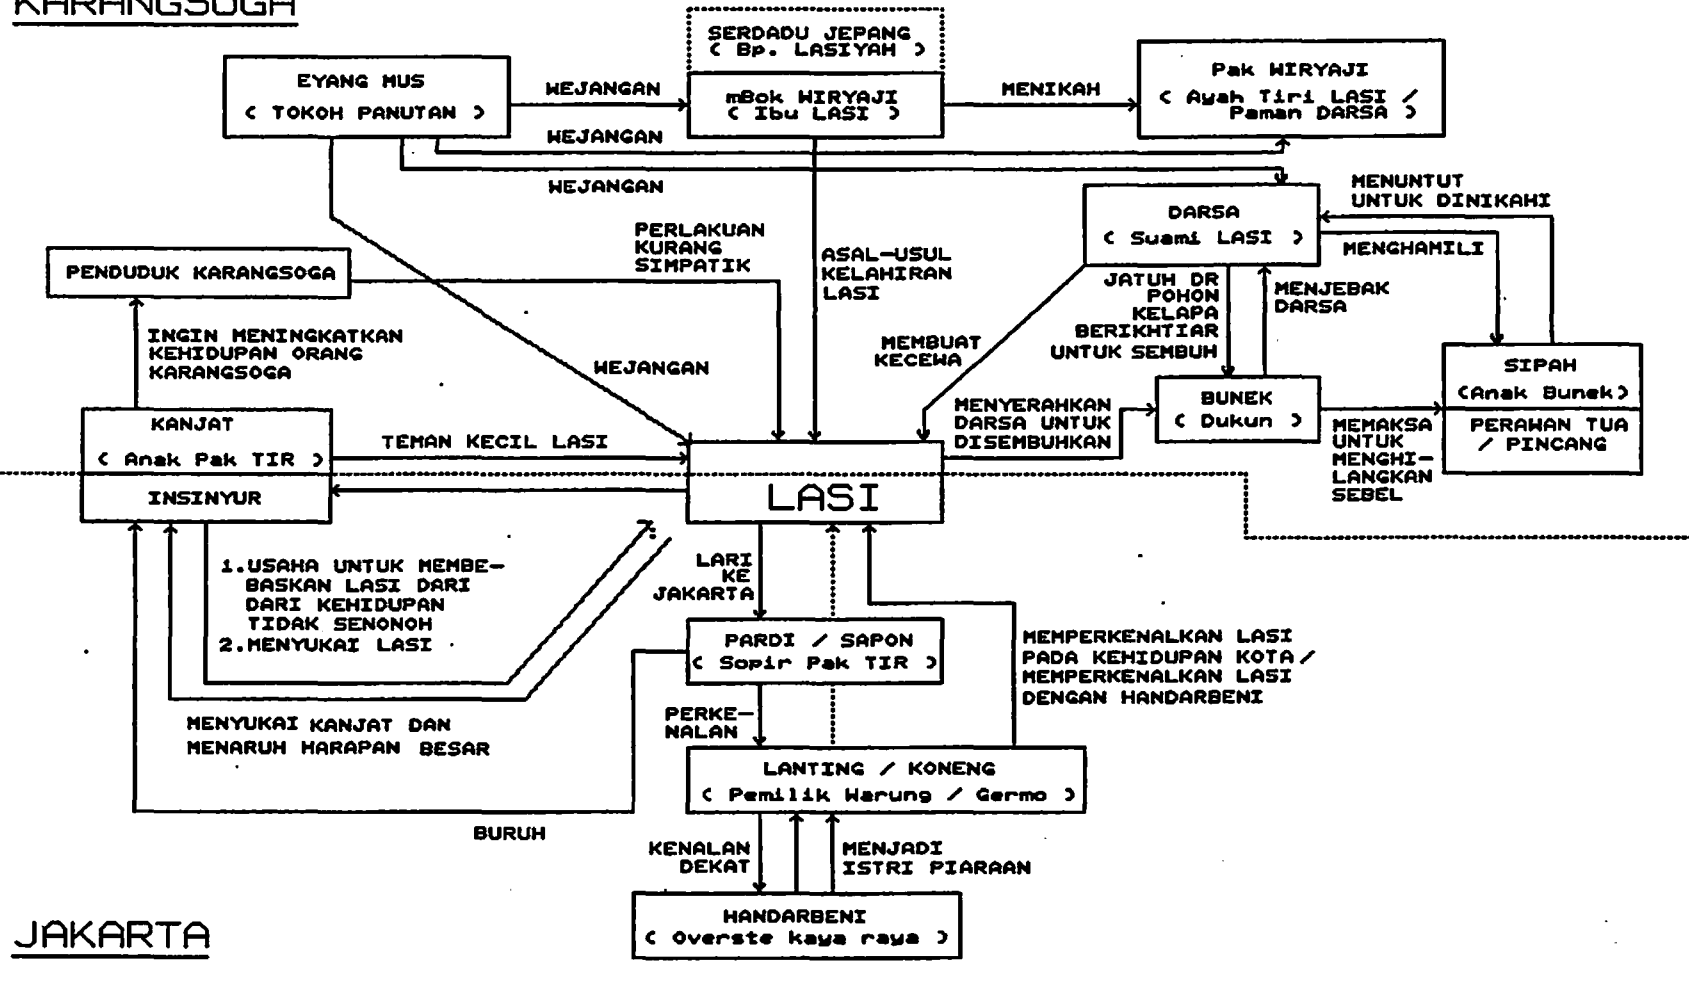 KARANGSOGA
SERDADU JEPANG
( Bp. LASIYAH )
EYANG MUS
( TOKOH PANUTAN )
WEJANGAN
mBok WIRYAJI
( Ibu LASI )
MENIKAH
Pak WIRYAJI
( Ayah Tiri LASI /
Paman DARSA )
WEJANGAN
WEJANGAN
DARSA
( Suami LASI )
MENUNTUT
UNTUK DINIKAHI
MENGHAMILI
PENDUDUK KARANGSOGA
PERLAKUAN
KURANG
SIMPATIK
ASAL-USUL
KELAHIRAN
LASI
JATUH DR
POHON
KELAPA
BERIKHTIAR
UNTUK SEMBUH
MENJEBAK
DARSA
INGIN MENINGKATKAN
KEHIDUPAN ORANG
KARANGSOGA
WEJANGAN
MEMBUAT
KECEWA
SIPAH
(Anak Bunek)
PERAWAN TUA
/ PINCANG
BUNEK
( Dukun )
MENYERAHKAN
DARSA UNTUK
DISEMBUHKAN
MEMAKSA
UNTUK
MENGHI-
LANGKAN
SEBEL
KANJAT
( Anak Pak TIR )
INSINYUR
TEMAN KECIL LASI
LASI
1.USAHA UNTUK MEMBE-
BASKAN LASI DARI
DARI KEHIDUPAN
TIDAK SENONOH
2.MENYUKAI LASI
LARI
KE
JAKARTA
PARDI / SAPON
( Sopir Pak TIR )
MEMPERKENALKAN LASI
PADA KEHIDUPAN KOTA/
MEMPERKENALKAN LASI
DENGAN HANDARBENI
MENYUKAI KANJAT DAN
MENARUH HARAPAN BESAR
PERKE-
NALAN
LANTING / KONENG
( Pemilik Warung / Germo )
BURUH
KENALAN
DEKAT
MENJADI
ISTRI PIARAAN
HANDARBENI
( Overste kaya raya )
JAKARTA